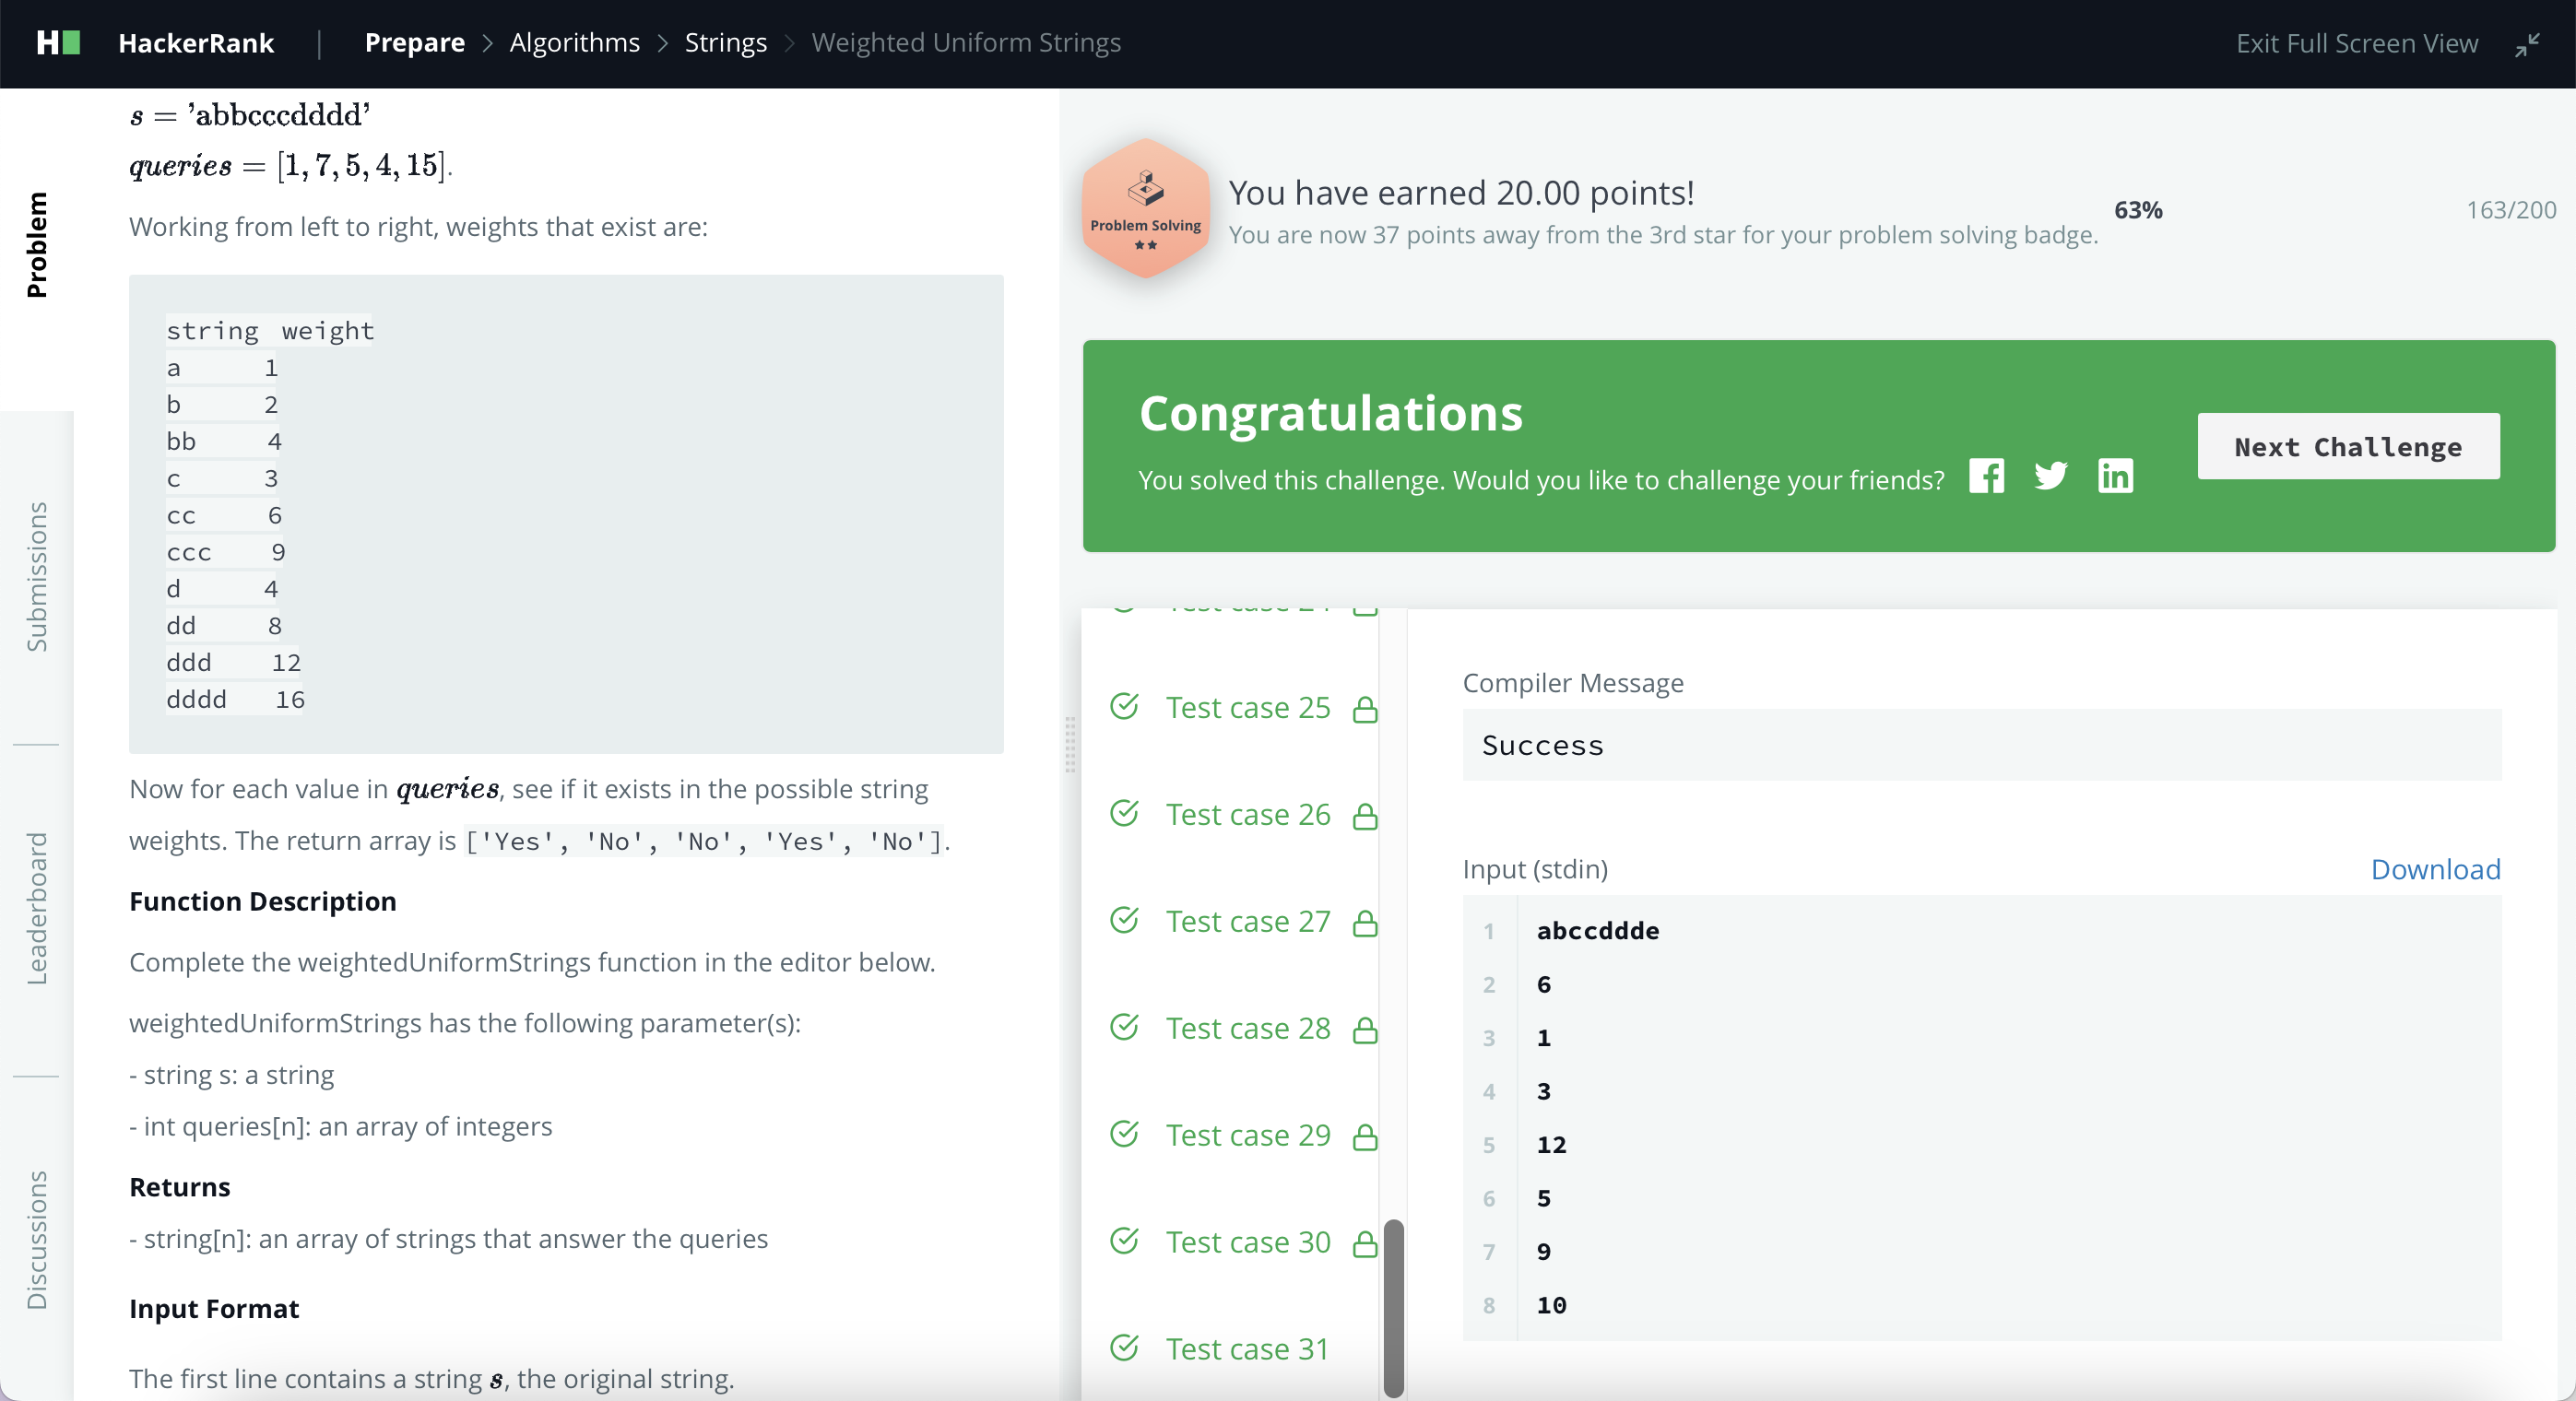 H HackerRank | Prepare > Algorithms > Strings > Weighted Uniform Strings
Exit Full Screen View
Problem
Submissions
Leaderboard
Discussions
s = 'abbcccdddd'
queries = [1, 7, 5, 4, 15].
Working from left to right, weights that exist are:
string weight
a 1
b 2
bb 4
c 3
cc 6
ccc 9
d 4
dd 8
ddd 12
dddd 16
Now for each value in queries, see if it exists in the possible string
weights. The return array is ['Yes', 'No', 'No', 'Yes', 'No'].
Function Description
Complete the weightedUniformStrings function in the editor below.
weightedUniformStrings has the following parameter(s):
- string s: a string
- int queries[n]: an array of integers
Returns
- string[n]: an array of strings that answer the queries
Input Format
The first line contains a string s, the original string.
Problem Solving
You have earned 20.00 points!
You are now 37 points away from the 3rd star for your problem solving badge.
63%
163/200
Congratulations
You solved this challenge. Would you like to challenge your friends?
Next Challenge
Test case 24
Test case 25
Test case 26
Test case 27
Test case 28
Test case 29
Test case 30
Test case 31
Compiler Message
Success
Input (stdin)
Download
1 abccddde
2 6
3 1
4 3
5 12
6 5
7 9
8 10